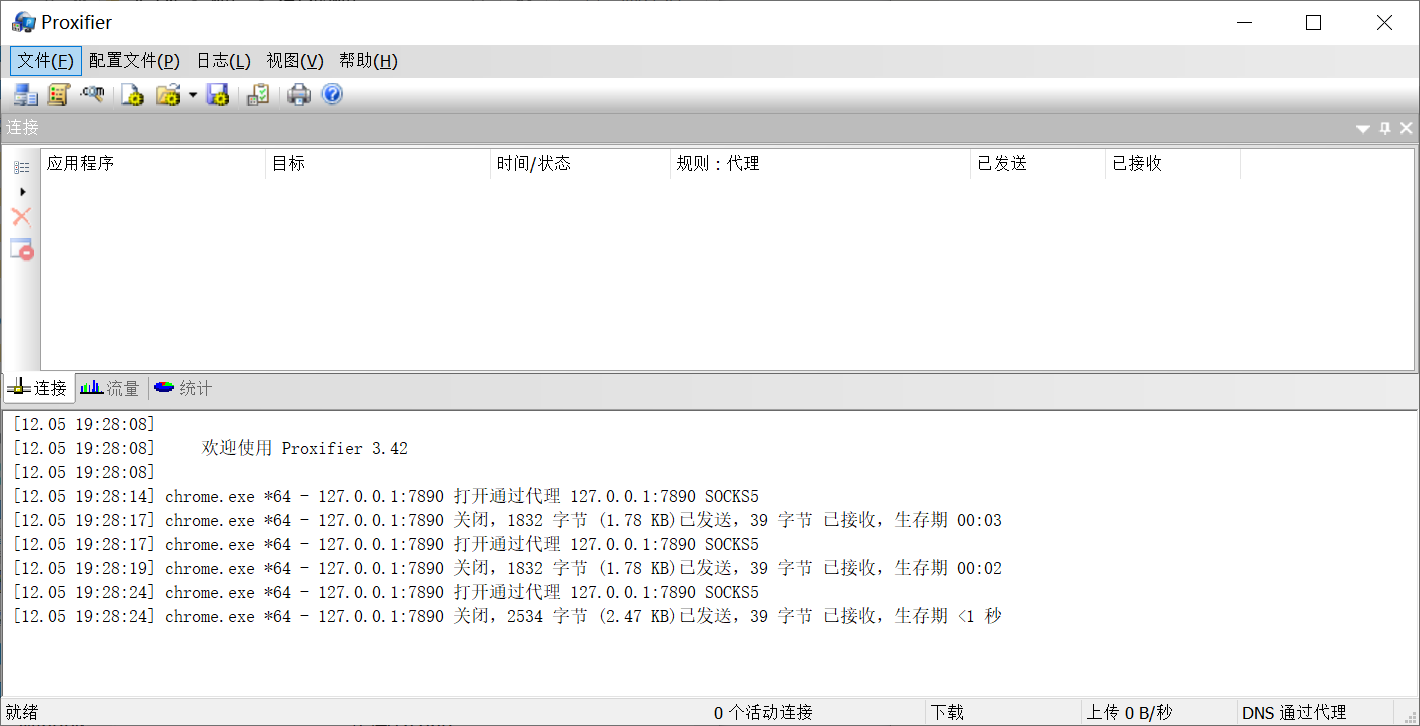 Proxifier
文件(F) 配置文件(P) 日志(L) 视图(V) 帮助(H)
连接
应用程序 目标 时间/状态 规则：代理 已发送 已接收
连接 流量 统计
[12.05 19:28:08]
[12.05 19:28:08] 欢迎使用 Proxifier 3.42
[12.05 19:28:08]
[12.05 19:28:14] chrome.exe *64 - 127.0.0.1:7890 打开通过代理 127.0.0.1:7890 SOCKS5
[12.05 19:28:17] chrome.exe *64 - 127.0.0.1:7890 关闭，1832 字节 (1.78 KB)已发送，39 字节 已接收，生存期 00:03
[12.05 19:28:17] chrome.exe *64 - 127.0.0.1:7890 打开通过代理 127.0.0.1:7890 SOCKS5
[12.05 19:28:19] chrome.exe *64 - 127.0.0.1:7890 关闭，1832 字节 (1.78 KB)已发送，39 字节 已接收，生存期 00:02
[12.05 19:28:24] chrome.exe *64 - 127.0.0.1:7890 打开通过代理 127.0.0.1:7890 SOCKS5
[12.05 19:28:24] chrome.exe *64 - 127.0.0.1:7890 关闭，2534 字节 (2.47 KB)已发送，39 字节 已接收，生存期 <1 秒
就绪 0 个活动连接 下载 上传 0 B/秒 DNS 通过代理